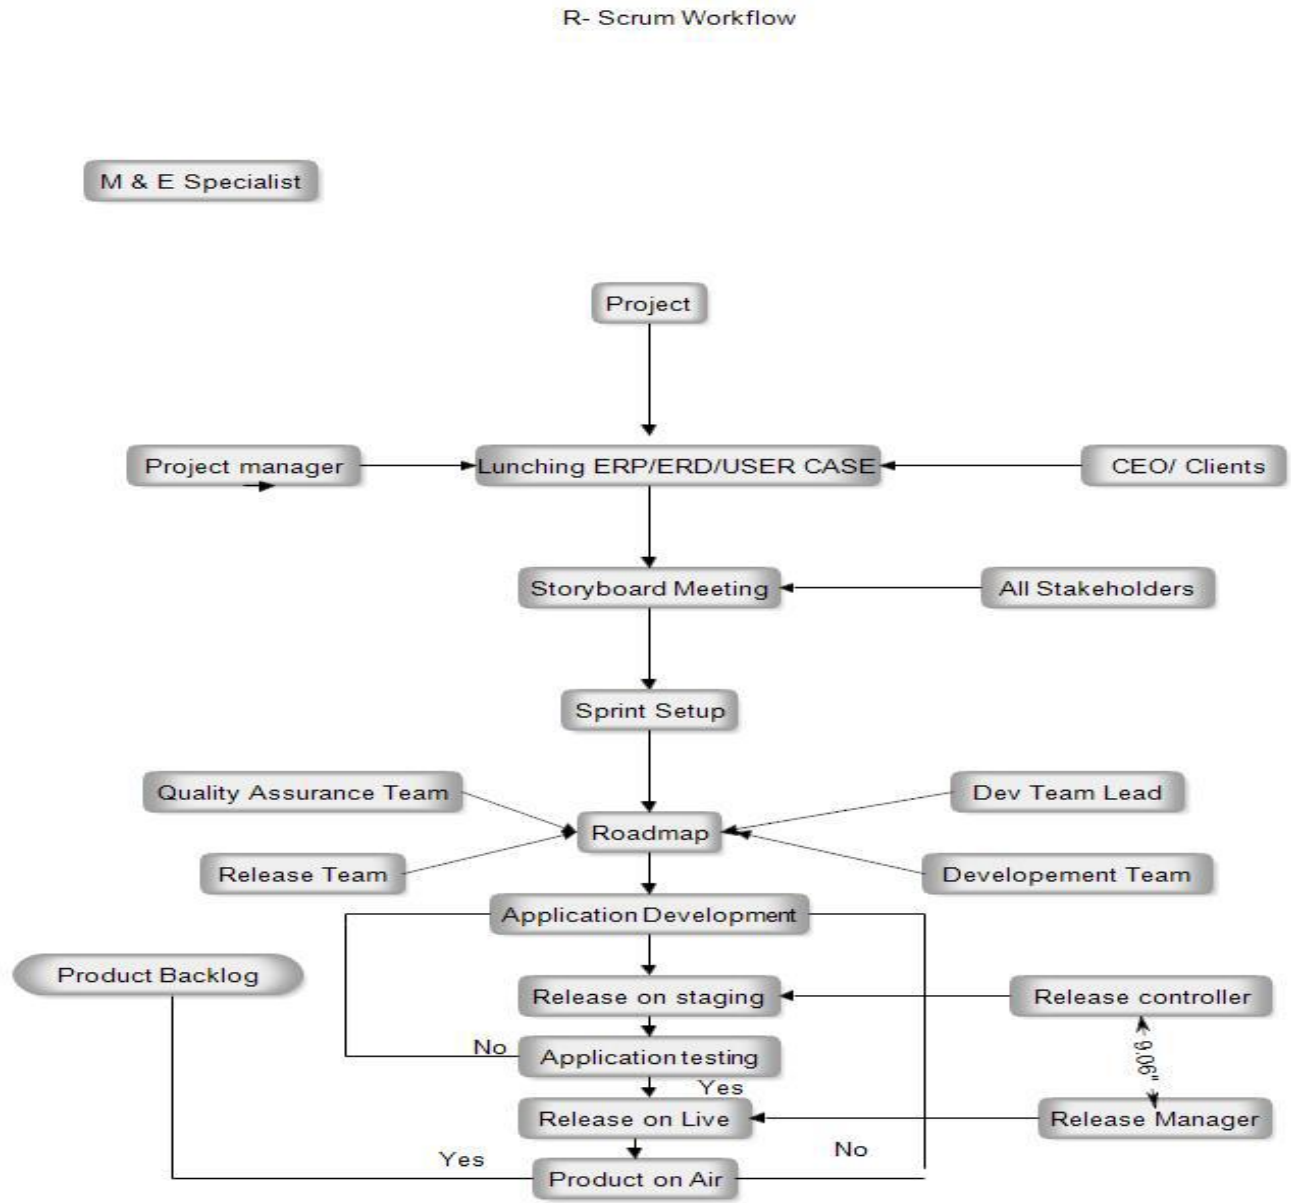 R- Scrum Workflow
M & E Specialist
Project
Project manager
Lunching ERP/ERD/USER CASE
CEO/ Clients
Storyboard Meeting
All Stakeholders
Sprint Setup
Quality Assurance Team
Dev Team Lead
Roadmap
Release Team
Developement Team
Application Development
Product Backlog
Release on staging
Release controller
No
Application testing
9.06"
Yes
Release on Live
Release Manager
No
Yes
Product on Air